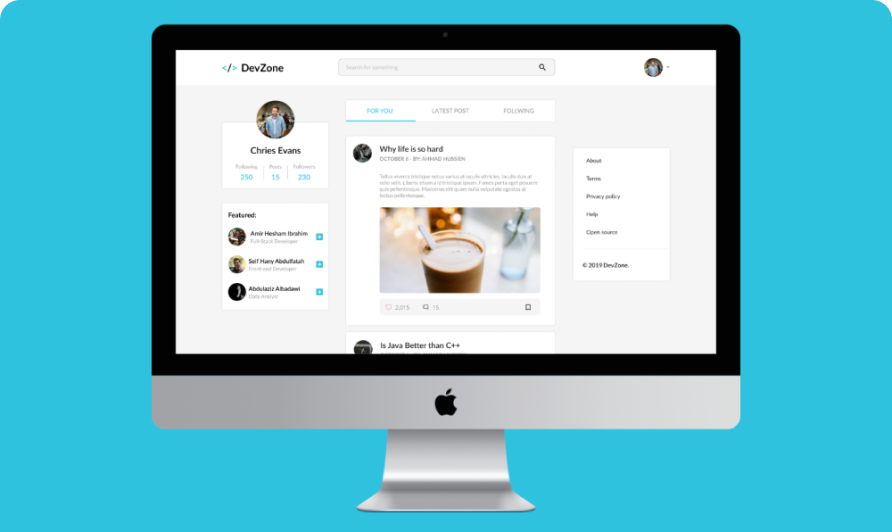 </> DevZone
Search for something
Chries Evans
Following Posts Followers
250 15 230
Featured:
Amir Hesham Ibrahim
Full-Stack Developer
Seif Hany Abdulfatah
Front-end Developer
Abdulaziz Albadawi
Data Analyst
FOR YOU LATEST POST FOLLWING
Why life is so hard
OCTOBER 6 - BY: AHMAD HUSSIEN
2,015 15
Is Java Better than C++
About
Terms
Privacy policy
Help
Open source
© 2019 DevZone.